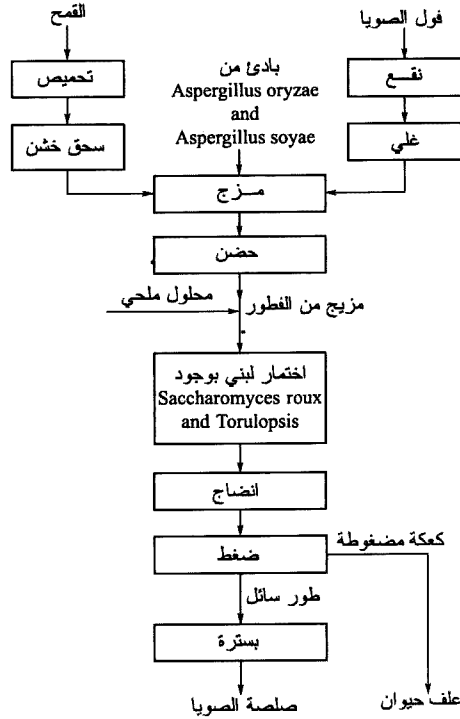 القمح
فول الصويا
تحميص
بادئ من
Aspergillus oryzae
and
Aspergillus soyae
نقـــع
سحق خشن
غلي
مــزج
حضن
محلول ملحي
مزيج من الفطور
اختمار لبني بوجود
Saccharomyces roux
and Torulopsis
انضاج
ضغط
كعكة مضغوطة
طور سائل
بسترة
صلصة الصويا
علف حيوان